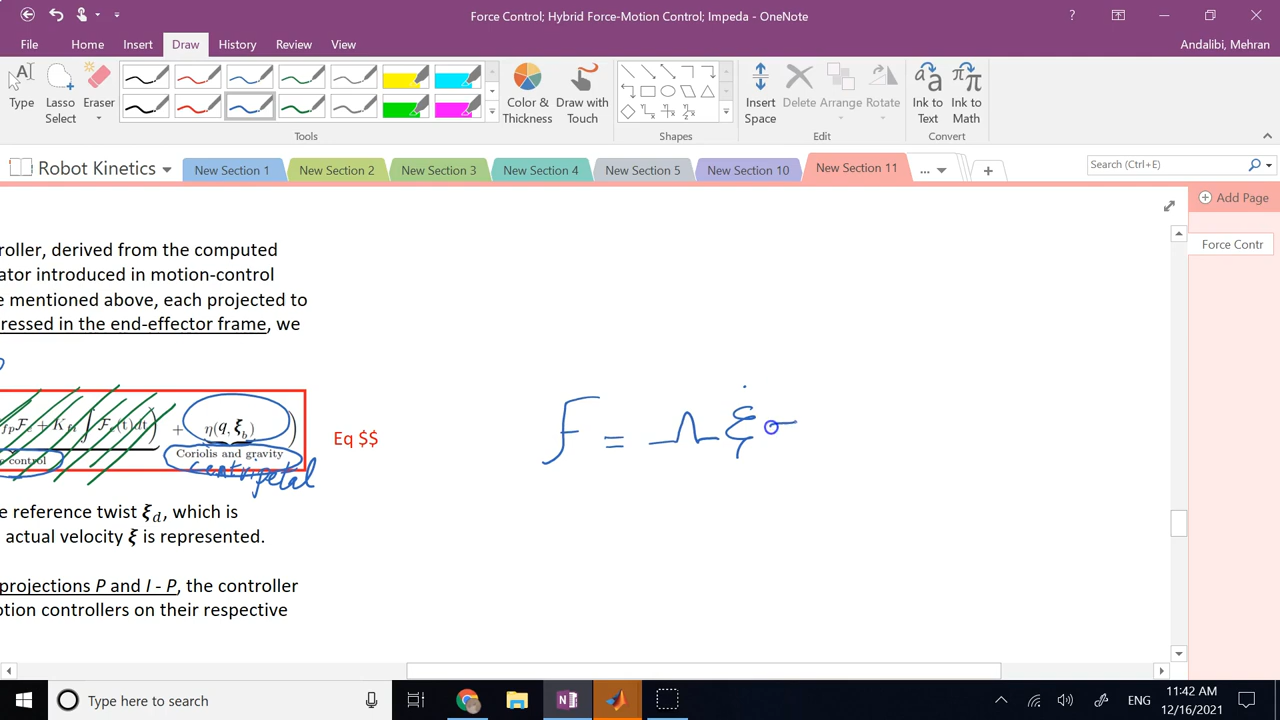 Force Control; Hybrid Force-Motion Control; Impeda - OneNote
File Home Insert Draw History Review View
Andalibi, Mehran
Type
Lasso Select
Eraser
Color & Thickness
Draw with Touch
Insert Space
Delete Arrange Rotate
Ink to Text
Ink to Math
Tools Shapes Edit Convert
Robot Kinetics
New Section 1 New Section 2 New Section 3 New Section 4 New Section 5 New Section 10 New Section 11 ...
Search (Ctrl+E)
Add Page
Force Contr
roller, derived from the computed
ator introduced in motion-control
e mentioned above, each projected to
ressed in the end-effector frame, we
+ η(q, ξ_b) )
Coriolis and gravity
e control
centripetal
Eq $$
F = Λ ξ̇
e reference twist ξ_d, which is
actual velocity ξ is represented.
projections P and I - P, the controller
otion controllers on their respective
Type here to search
ENG
11:42 AM
12/16/2021